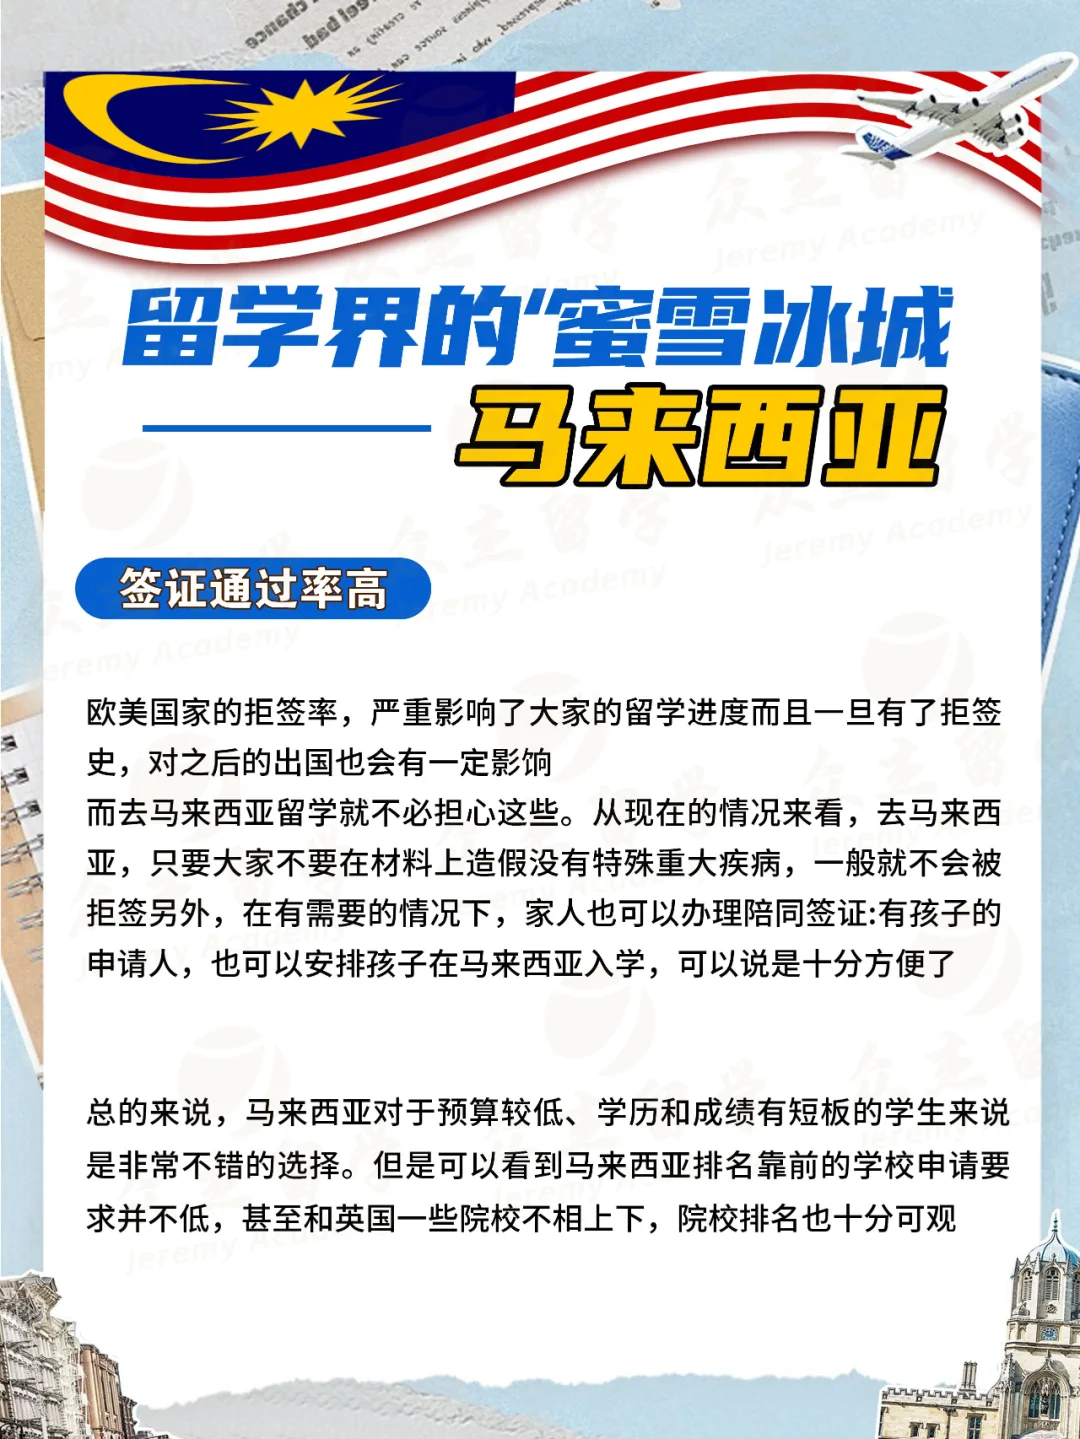 留学界的“蜜雪冰城
马来西亚
签证通过率高
欧美国家的拒签率，严重影响了大家的留学进度而且一旦有了拒签
史，对之后的出国也会有一定影饷
而去马来西亚留学就不必担心这些。从现在的情况来看，去马来西
亚，只要大家不要在材料上造假没有特殊重大疾病，一般就不会被
拒签另外，在有需要的情况下，家人也可以办理陪同签证:有孩子的
申请人，也可以安排孩子在马来西亚入学，可以说是十分方便了
总的来说，马来西亚对于预算较低、学历和成绩有短板的学生来说
是非常不错的选择。但是可以看到马来西亚排名靠前的学校申请要
求并不低，甚至和英国一些院校不相上下，院校排名也十分可观
众杰留学
Jeremy Academy